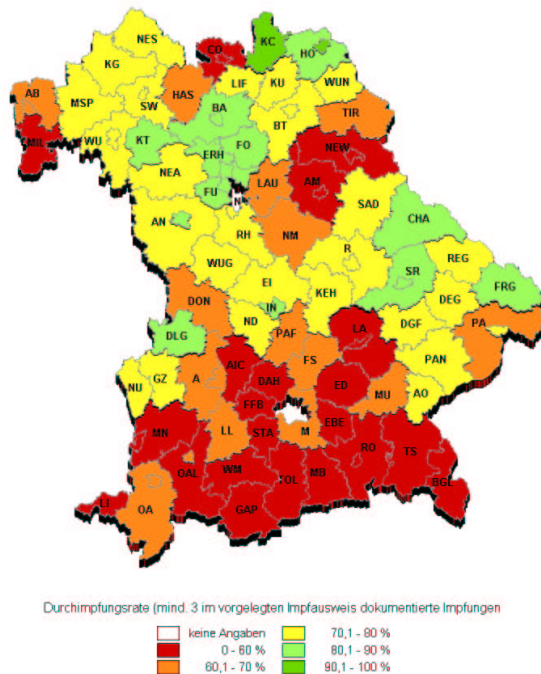 NES
CO
KC
HO
KG
AB
MSP
SW
HAS
LIF
KU
WUN
BA
MIL
WU
KT
BT
TIR
ERH
FO
NEW
NEA
FU
LAU
AM
N
AN
RH
NM
SAD
CHA
WUG
R
REG
EI
SR
FRG
DON
IN
KEH
DEG
ND
DLG
PAF
LA
DGF
PA
NU
GZ
A
AIC
FS
PAN
DAH
ED
MU
AO
FFB
MN
LL
STA
M
EBE
RO
TS
OAL
WM
TOL
MB
BGL
LI
OA
GAP
Durchimpfungsrate (mind. 3 im vorgelegten Impfausweis dokumentierte Impfungen
keine Angaben 70,1 - 80 %
0 - 60 % 80,1 - 90 %
60,1 - 70 % 90,1 - 100 %